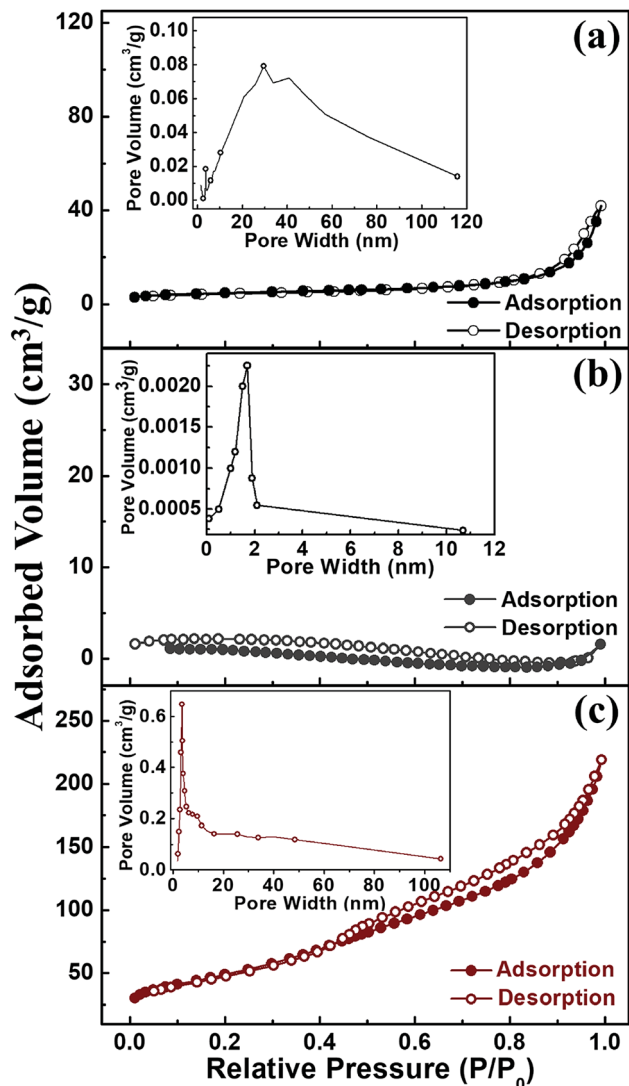 Adsorbed Volume (cm³/g)
(a)
120
80
40
0
Pore Volume (cm³/g)
0.10
0.08
0.06
0.04
0.02
0.00
0 20 40 60 80 100 120
Pore Width (nm)
Adsorption
Desorption
(b)
30
20
10
0
Pore Volume (cm³/g)
0.0020
0.0015
0.0010
0.0005
0 2 4 6 8 10 12
Pore Width (nm)
Adsorption
Desorption
(c)
250
200
150
100
50
Pore Volume (cm³/g)
0.6
0.4
0.2
0.0
0 20 40 60 80 100
Pore Width (nm)
Adsorption
Desorption
0.0 0.2 0.4 0.6 0.8 1.0
Relative Pressure (P/P₀)